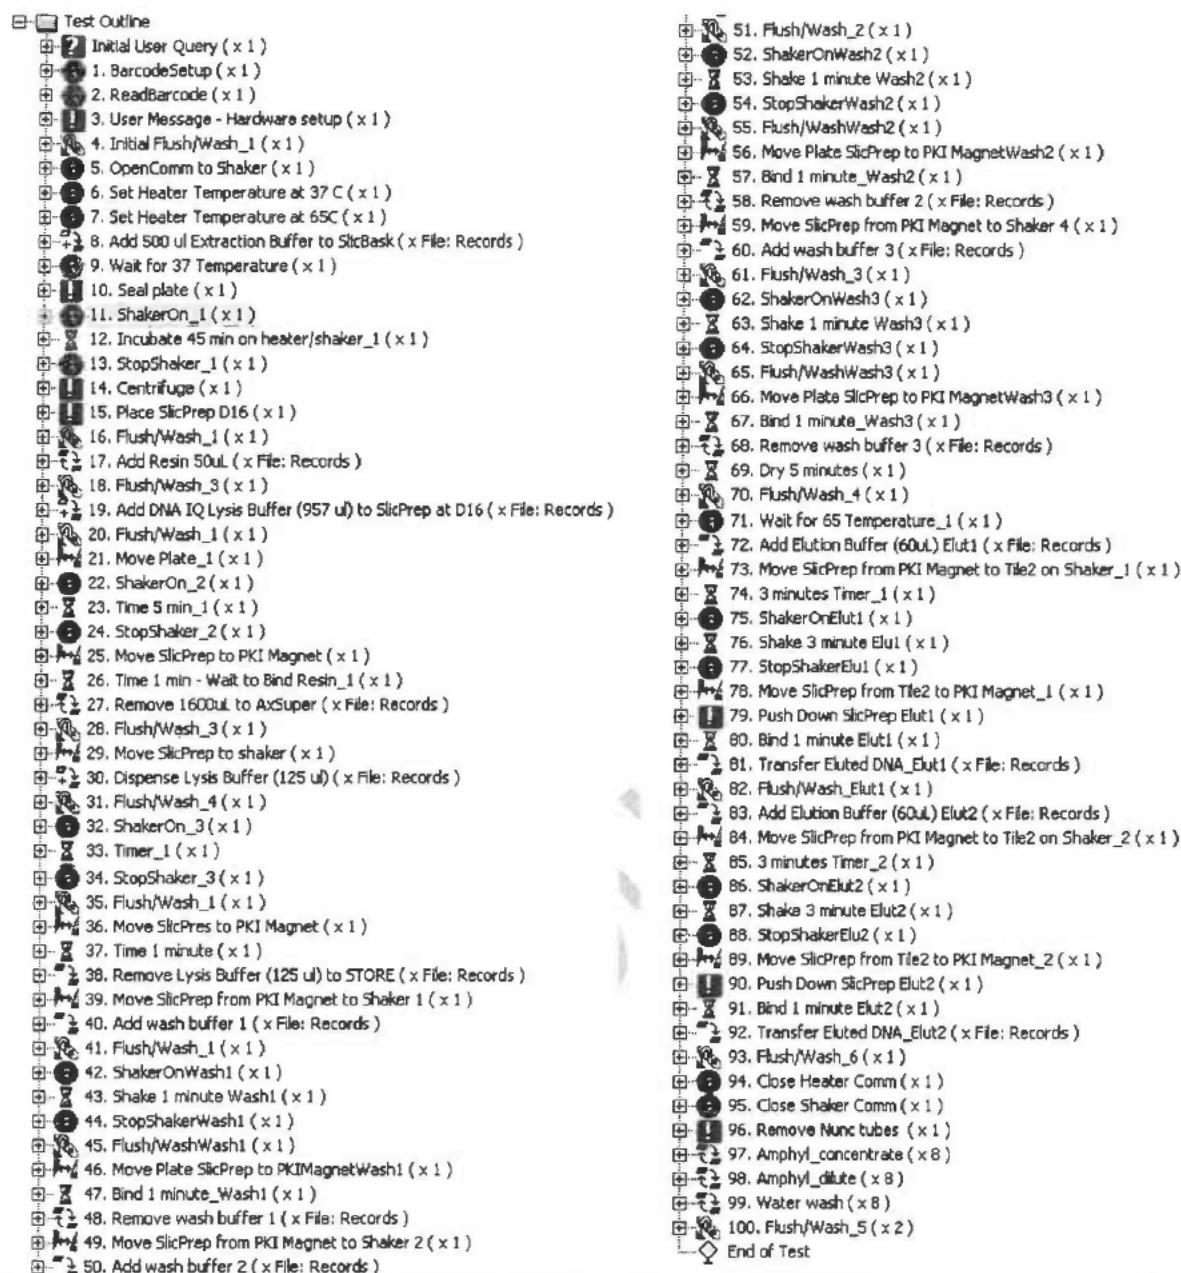 Test Outline
Initial User Query ( x 1 )
1. BarcodeSetup ( x 1 )
2. ReadBarcode ( x 1 )
3. User Message - Hardware setup ( x 1 )
4. Initial Flush/Wash_1 ( x 1 )
5. OpenComm to Shaker ( x 1 )
6. Set Heater Temperature at 37 C ( x 1 )
7. Set Heater Temperature at 65C ( x 1 )
8. Add 500 ul Extraction Buffer to SlicBask ( x File: Records )
9. Wait for 37 Temperature ( x 1 )
10. Seal plate ( x 1 )
11. ShakerOn_1 ( x 1 )
12. Incubate 45 min on heater/shaker_1 ( x 1 )
13. StopShaker_1 ( x 1 )
14. Centrifuge ( x 1 )
15. Place SlicPrep D16 ( x 1 )
16. Flush/Wash_1 ( x 1 )
17. Add Resin 50uL ( x File: Records )
18. Flush/Wash_3 ( x 1 )
19. Add DNA IQ Lysis Buffer (957 ul) to SlicPrep at D16 ( x File: Records )
20. Flush/Wash_1 ( x 1 )
21. Move Plate_1 ( x 1 )
22. ShakerOn_2 ( x 1 )
23. Time 5 min_1 ( x 1 )
24. StopShaker_2 ( x 1 )
25. Move SlicPrep to PKI Magnet ( x 1 )
26. Time 1 min - Wait to Bind Resin_1 ( x 1 )
27. Remove 1600uL to AxSuper ( x File: Records )
28. Flush/Wash_3 ( x 1 )
29. Move SlicPrep to shaker ( x 1 )
30. Dispense Lysis Buffer (125 ul) ( x File: Records )
31. Flush/Wash_4 ( x 1 )
32. ShakerOn_3 ( x 1 )
33. Timer_1 ( x 1 )
34. StopShaker_3 ( x 1 )
35. Flush/Wash_1 ( x 1 )
36. Move SlicPres to PKI Magnet ( x 1 )
37. Time 1 minute ( x 1 )
38. Remove Lysis Buffer (125 ul) to STORE ( x File: Records )
39. Move SlicPrep from PKI Magnet to Shaker 1 ( x 1 )
40. Add wash buffer 1 ( x File: Records )
41. Flush/Wash_1 ( x 1 )
42. ShakerOnWash1 ( x 1 )
43. Shake 1 minute Wash1 ( x 1 )
44. StopShakerWash1 ( x 1 )
45. Flush/WashWash1 ( x 1 )
46. Move Plate SlicPrep to PKIMagnetWash1 ( x 1 )
47. Bind 1 minute_Wash1 ( x 1 )
48. Remove wash buffer 1 ( x File: Records )
49. Move SlicPrep from PKI Magnet to Shaker 2 ( x 1 )
50. Add wash buffer 2 ( x File: Records )
51. Flush/Wash_2 ( x 1 )
52. ShakerOnWash2 ( x 1 )
53. Shake 1 minute Wash2 ( x 1 )
54. StopShakerWash2 ( x 1 )
55. Flush/WashWash2 ( x 1 )
56. Move Plate SlicPrep to PKI MagnetWash2 ( x 1 )
57. Bind 1 minute_Wash2 ( x 1 )
58. Remove wash buffer 2 ( x File: Records )
59. Move SlicPrep from PKI Magnet to Shaker 4 ( x 1 )
60. Add wash buffer 3 ( x File: Records )
61. Flush/Wash_3 ( x 1 )
62. ShakerOnWash3 ( x 1 )
63. Shake 1 minute Wash3 ( x 1 )
64. StopShakerWash3 ( x 1 )
65. Flush/WashWash3 ( x 1 )
66. Move Plate SlicPrep to PKI MagnetWash3 ( x 1 )
67. Bind 1 minute_Wash3 ( x 1 )
68. Remove wash buffer 3 ( x File: Records )
69. Dry 5 minutes ( x 1 )
70. Flush/Wash_4 ( x 1 )
71. Wait for 65 Temperature_1 ( x 1 )
72. Add Elution Buffer (60uL) Elut1 ( x File: Records )
73. Move SlicPrep from PKI Magnet to Tile2 on Shaker_1 ( x 1 )
74. 3 minutes Timer_1 ( x 1 )
75. ShakerOnElut1 ( x 1 )
76. Shake 3 minute Elu1 ( x 1 )
77. StopShakerElu1 ( x 1 )
78. Move SlicPrep from Tile2 to PKI Magnet_1 ( x 1 )
79. Push Down SlicPrep Elut1 ( x 1 )
80. Bind 1 minute Elut1 ( x 1 )
81. Transfer Eluted DNA_Elut1 ( x File: Records )
82. Flush/Wash_Elut1 ( x 1 )
83. Add Elution Buffer (60uL) Elut2 ( x File: Records )
84. Move SlicPrep from PKI Magnet to Tile2 on Shaker_2 ( x 1 )
85. 3 minutes Timer_2 ( x 1 )
86. ShakerOnElut2 ( x 1 )
87. Shake 3 minute Elut2 ( x 1 )
88. StopShakerElu2 ( x 1 )
89. Move SlicPrep from Tile2 to PKI Magnet_2 ( x 1 )
90. Push Down SlicPrep Elut2 ( x 1 )
91. Bind 1 minute Elut2 ( x 1 )
92. Transfer Eluted DNA_Elut2 ( x File: Records )
93. Flush/Wash_6 ( x 1 )
94. Close Heater Comm ( x 1 )
95. Close Shaker Comm ( x 1 )
96. Remove Nunc tubes ( x 1 )
97. Amphyl_concentrate ( x 8 )
98. Amphyl_dilute ( x 8 )
99. Water wash ( x 8 )
100. Flush/Wash_5 ( x 2 )
End of Test